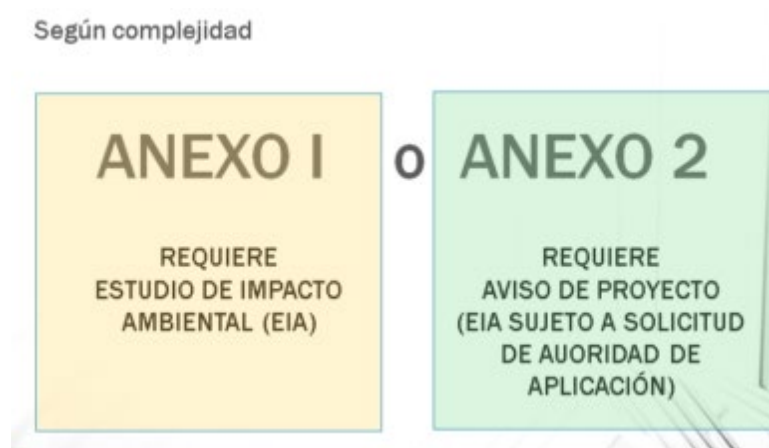 Según complejidad
ANEXO I o ANEXO 2
REQUIERE
ESTUDIO DE IMPACTO
AMBIENTAL (EIA)
REQUIERE
AVISO DE PROYECTO
(EIA SUJETO A SOLICITUD
DE AUORIDAD DE
APLICACIÓN)